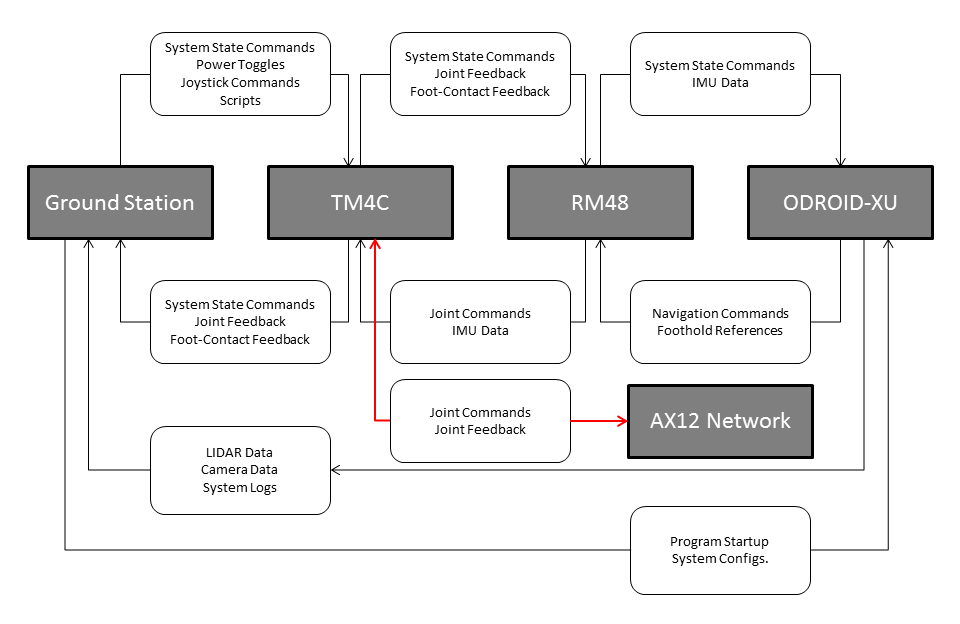 System State Commands
Power Toggles
Joystick Commands
Scripts
System State Commands
Joint Feedback
Foot-Contact Feedback
System State Commands
IMU Data
Ground Station
TM4C
RM48
ODROID-XU
System State Commands
Joint Feedback
Foot-Contact Feedback
Joint Commands
IMU Data
Navigation Commands
Foothold References
Joint Commands
Joint Feedback
AX12 Network
LIDAR Data
Camera Data
System Logs
Program Startup
System Configs.